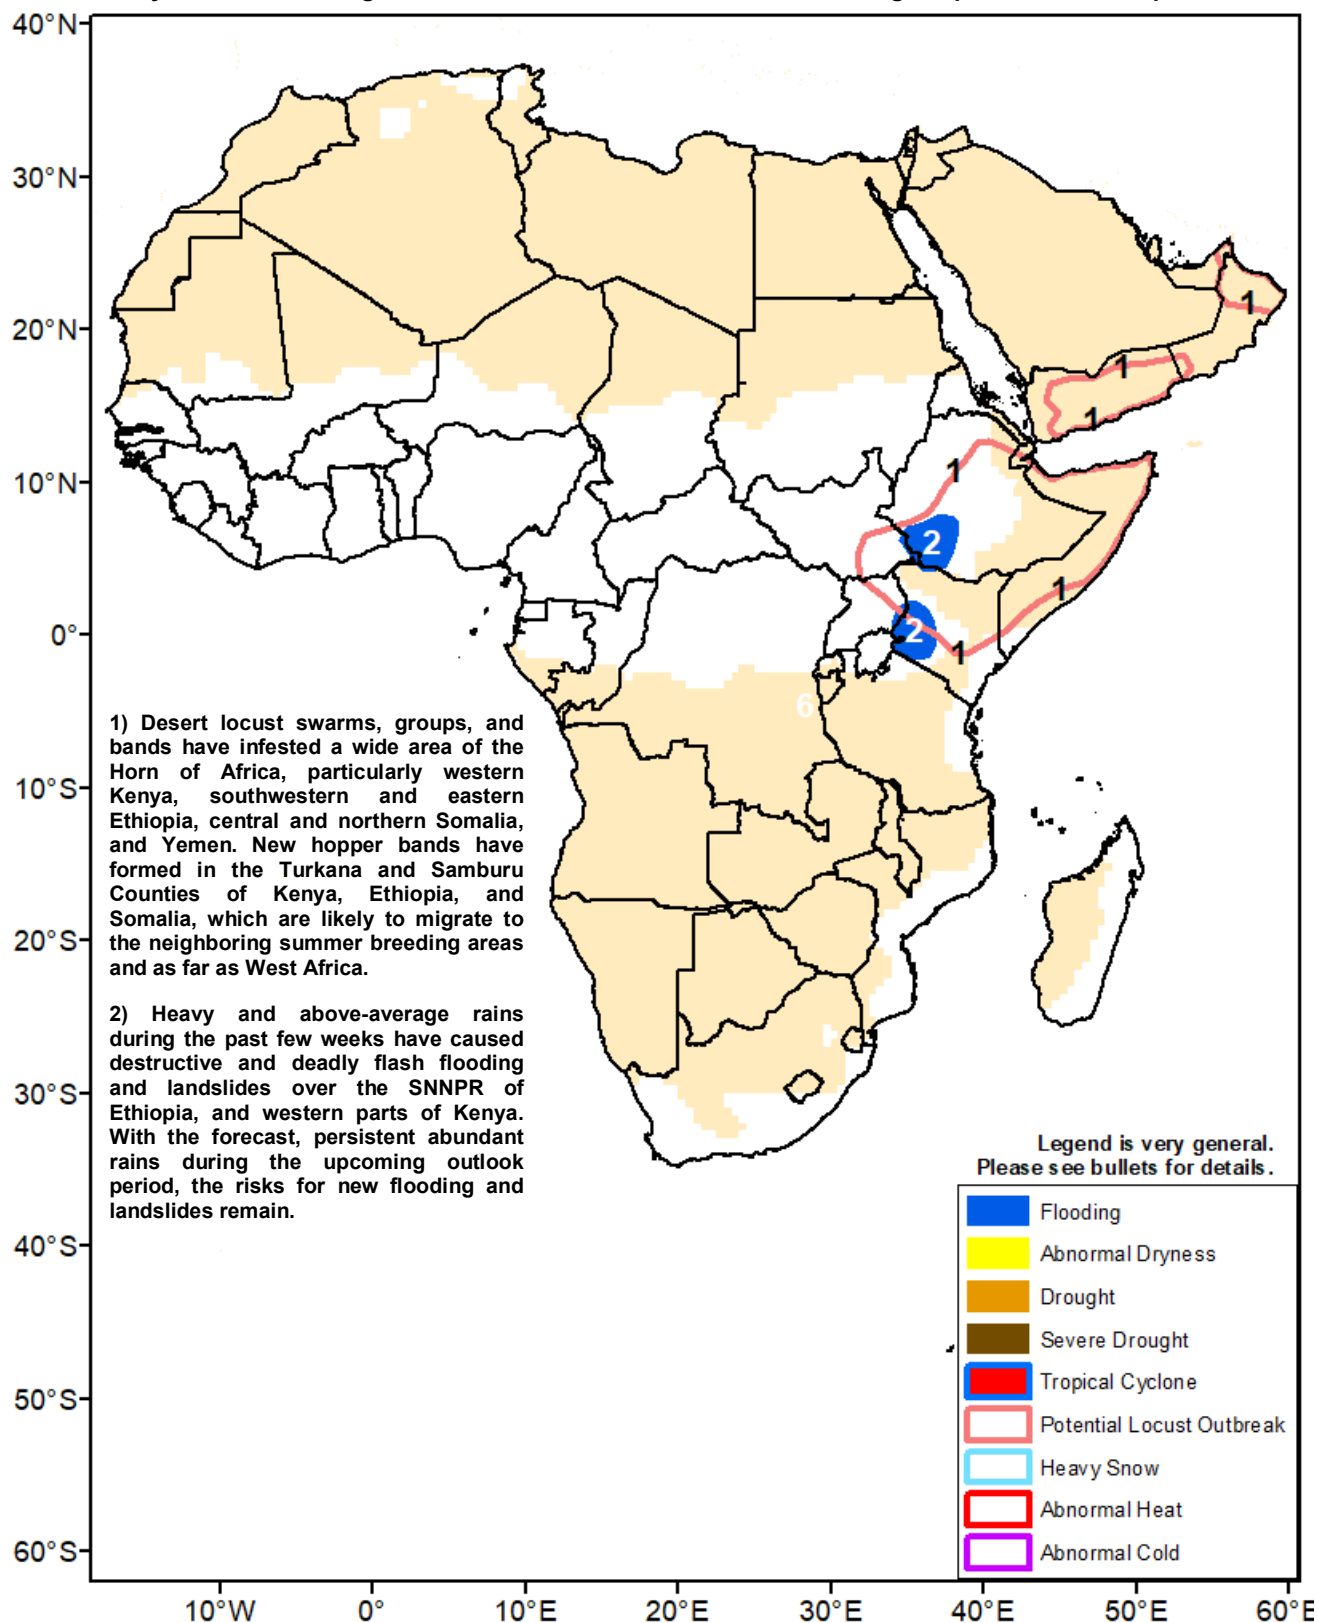 40°N
30°N
20°N
10°N
0°
10°S
20°S
30°S
40°S
50°S
60°S
1
1
1
1
2
1
2
1
6
1) Desert locust swarms, groups, and
bands have infested a wide area of the
Horn of Africa, particularly western
Kenya, southwestern and eastern
Ethiopia, central and northern Somalia,
and Yemen. New hopper bands have
formed in the Turkana and Samburu
Counties of Kenya, Ethiopia, and
Somalia, which are likely to migrate to
the neighboring summer breeding areas
and as far as West Africa.
2) Heavy and above-average rains
during the past few weeks have caused
destructive and deadly flash flooding
and landslides over the SNNPR of
Ethiopia, and western parts of Kenya.
With the forecast, persistent abundant
rains during the upcoming outlook
period, the risks for new flooding and
landslides remain.
Legend is very general.
Please see bullets for details.
Flooding
Abnormal Dryness
Drought
Severe Drought
Tropical Cyclone
Potential Locust Outbreak
Heavy Snow
Abnormal Heat
Abnormal Cold
10°W
0°
10°E
20°E
30°E
40°E
50°E
60°E